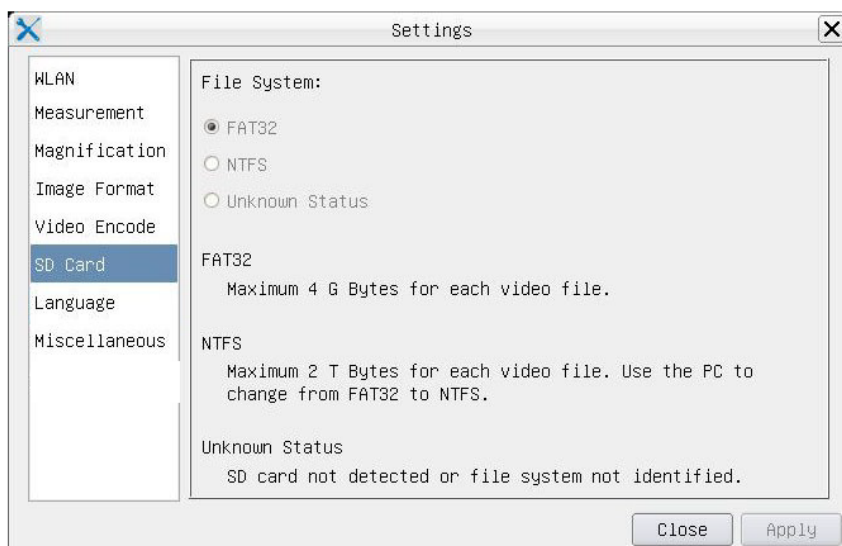 Settings
WLAN
Measurement
Magnification
Image Format
Video Encode
SD Card
Language
Miscellaneous
File System:
FAT32
NTFS
Unknown Status
FAT32
Maximum 4 G Bytes for each video file.
NTFS
Maximum 2 T Bytes for each video file. Use the PC to
change from FAT32 to NTFS.
Unknown Status
SD card not detected or file system not identified.
Close
Apply